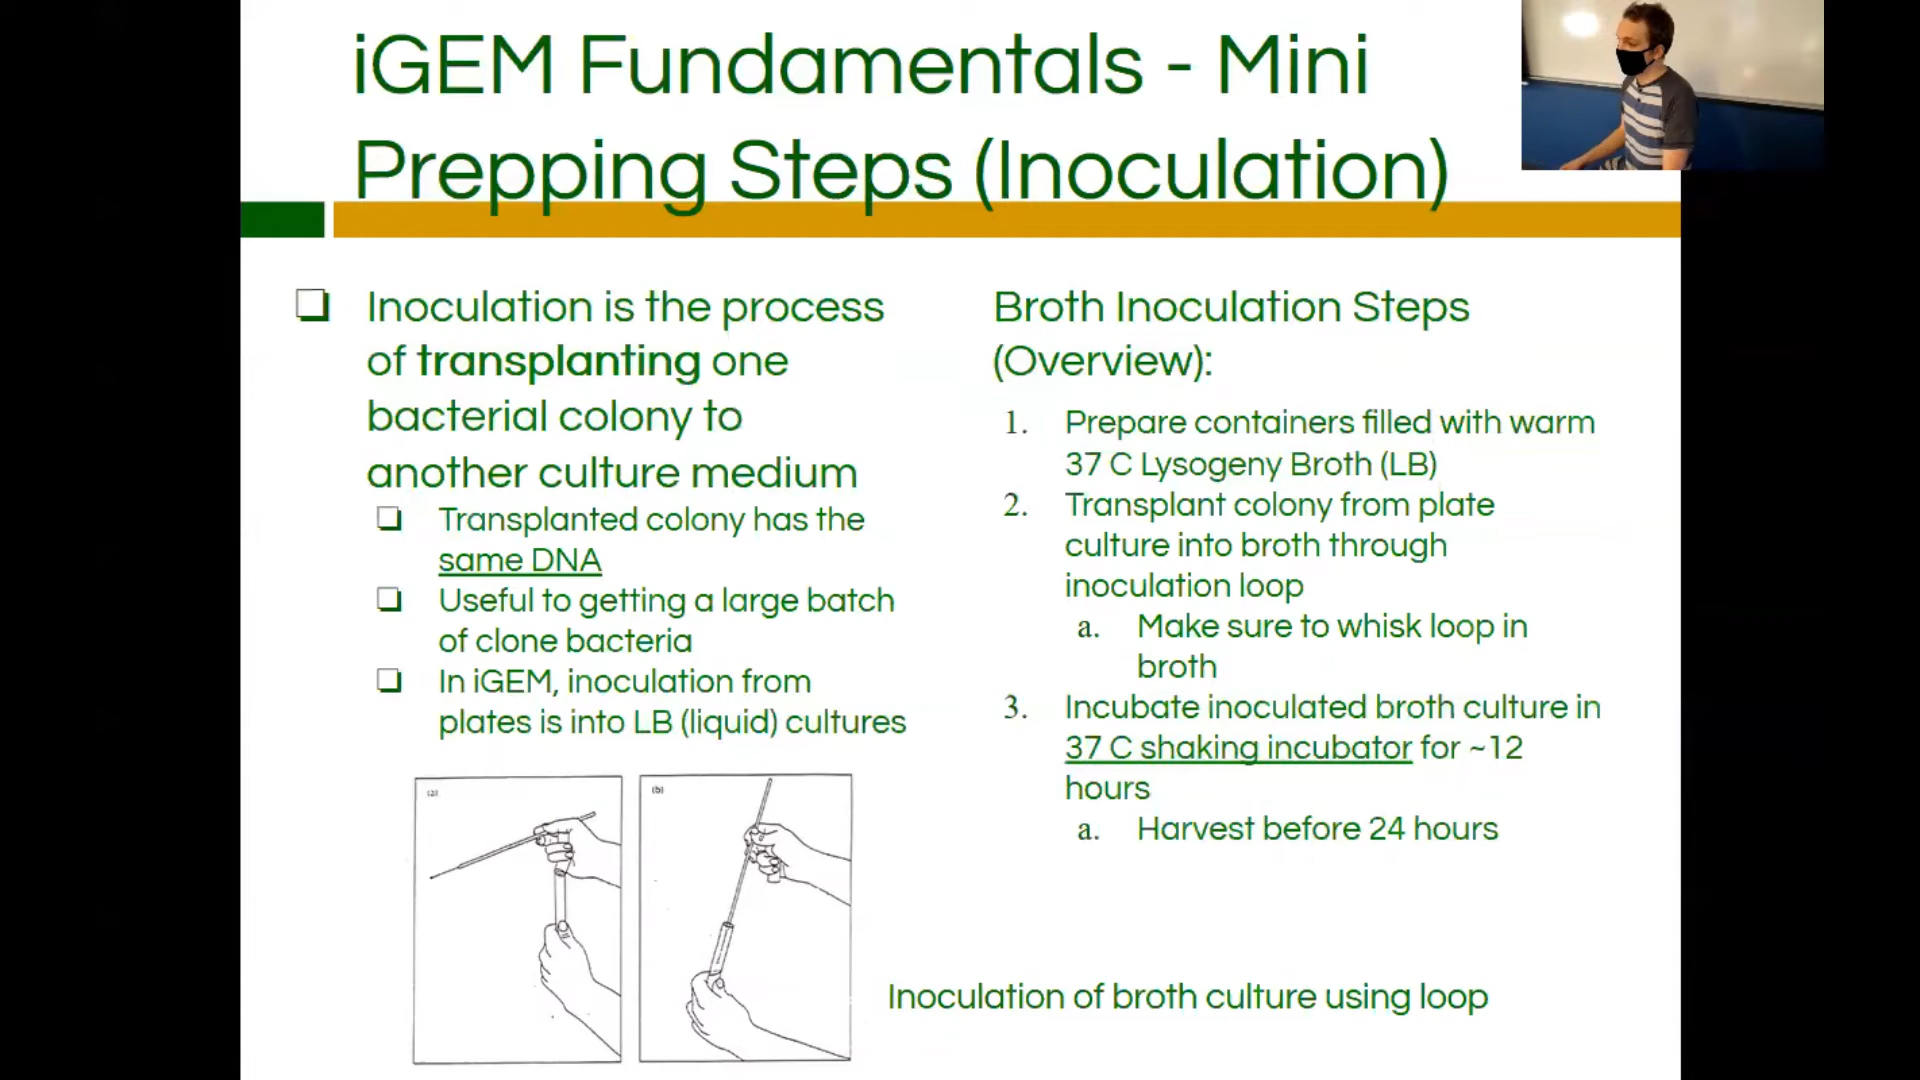 iGEM Fundamentals - Mini
Prepping Steps (Inoculation)
Inoculation is the process
of transplanting one
bacterial colony to
another culture medium
Transplanted colony has the
same DNA
Useful to getting a large batch
of clone bacteria
In iGEM, inoculation from
plates is into LB (liquid) cultures
(a)
(b)
Broth Inoculation Steps
(Overview):
1. Prepare containers filled with warm
37 C Lysogeny Broth (LB)
2. Transplant colony from plate
culture into broth through
inoculation loop
a. Make sure to whisk loop in
broth
3. Incubate inoculated broth culture in
37 C shaking incubator for ~12
hours
a. Harvest before 24 hours
Inoculation of broth culture using loop